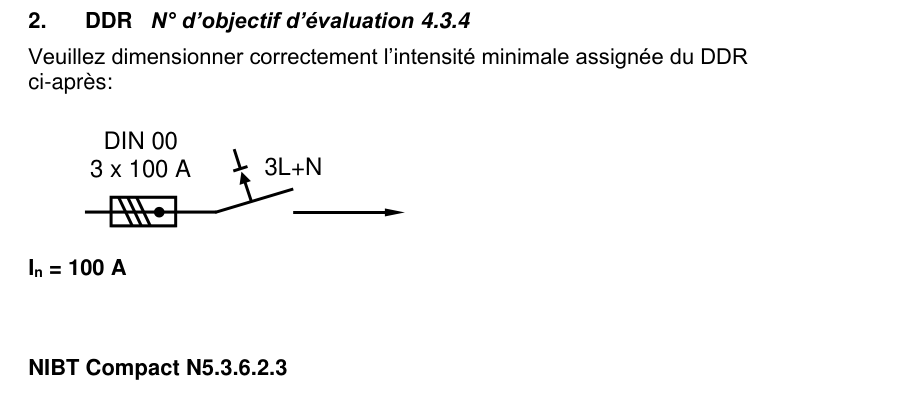 2. DDR N° d’objectif d’évaluation 4.3.4
Veuillez dimensionner correctement l’intensité minimale assignée du DDR
ci-après:
DIN 00
3 x 100 A
3L+N
In = 100 A
NIBT Compact N5.3.6.2.3